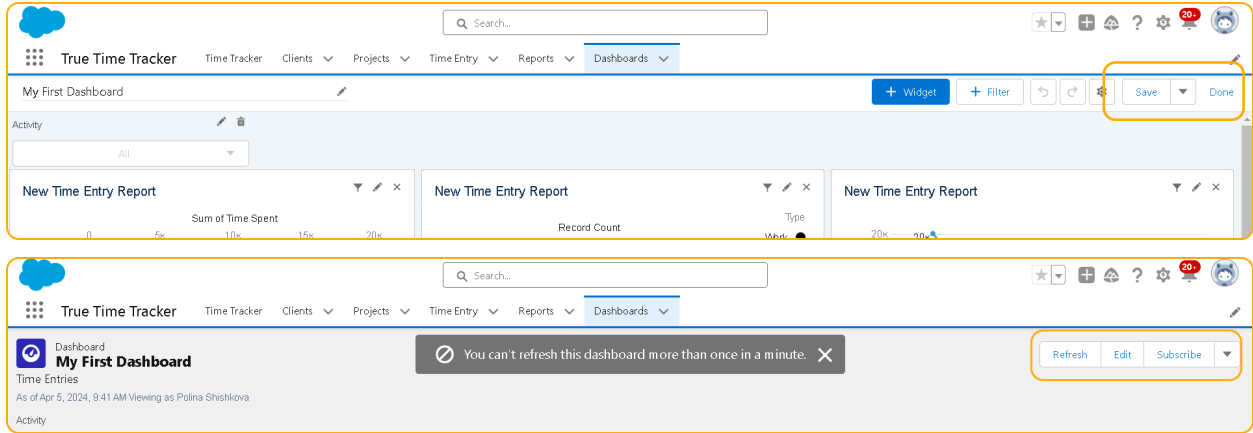 Search...
20+
True Time Tracker Time Tracker Clients Projects Time Entry Reports Dashboards
My First Dashboard + Widget + Filter Save Done
Activity
All
New Time Entry Report New Time Entry Report New Time Entry Report
Sum of Time Spent Record Count Type
0 5K 10K 15K 20K Work 20K 20K
Search...
20+
True Time Tracker Time Tracker Clients Projects Time Entry Reports Dashboards
Dashboard
My First Dashboard
You can't refresh this dashboard more than once in a minute.
Refresh Edit Subscribe
Time Entries
As of Apr 5, 2024, 9:41 AM·Viewing as Polina Shishkova
Activity